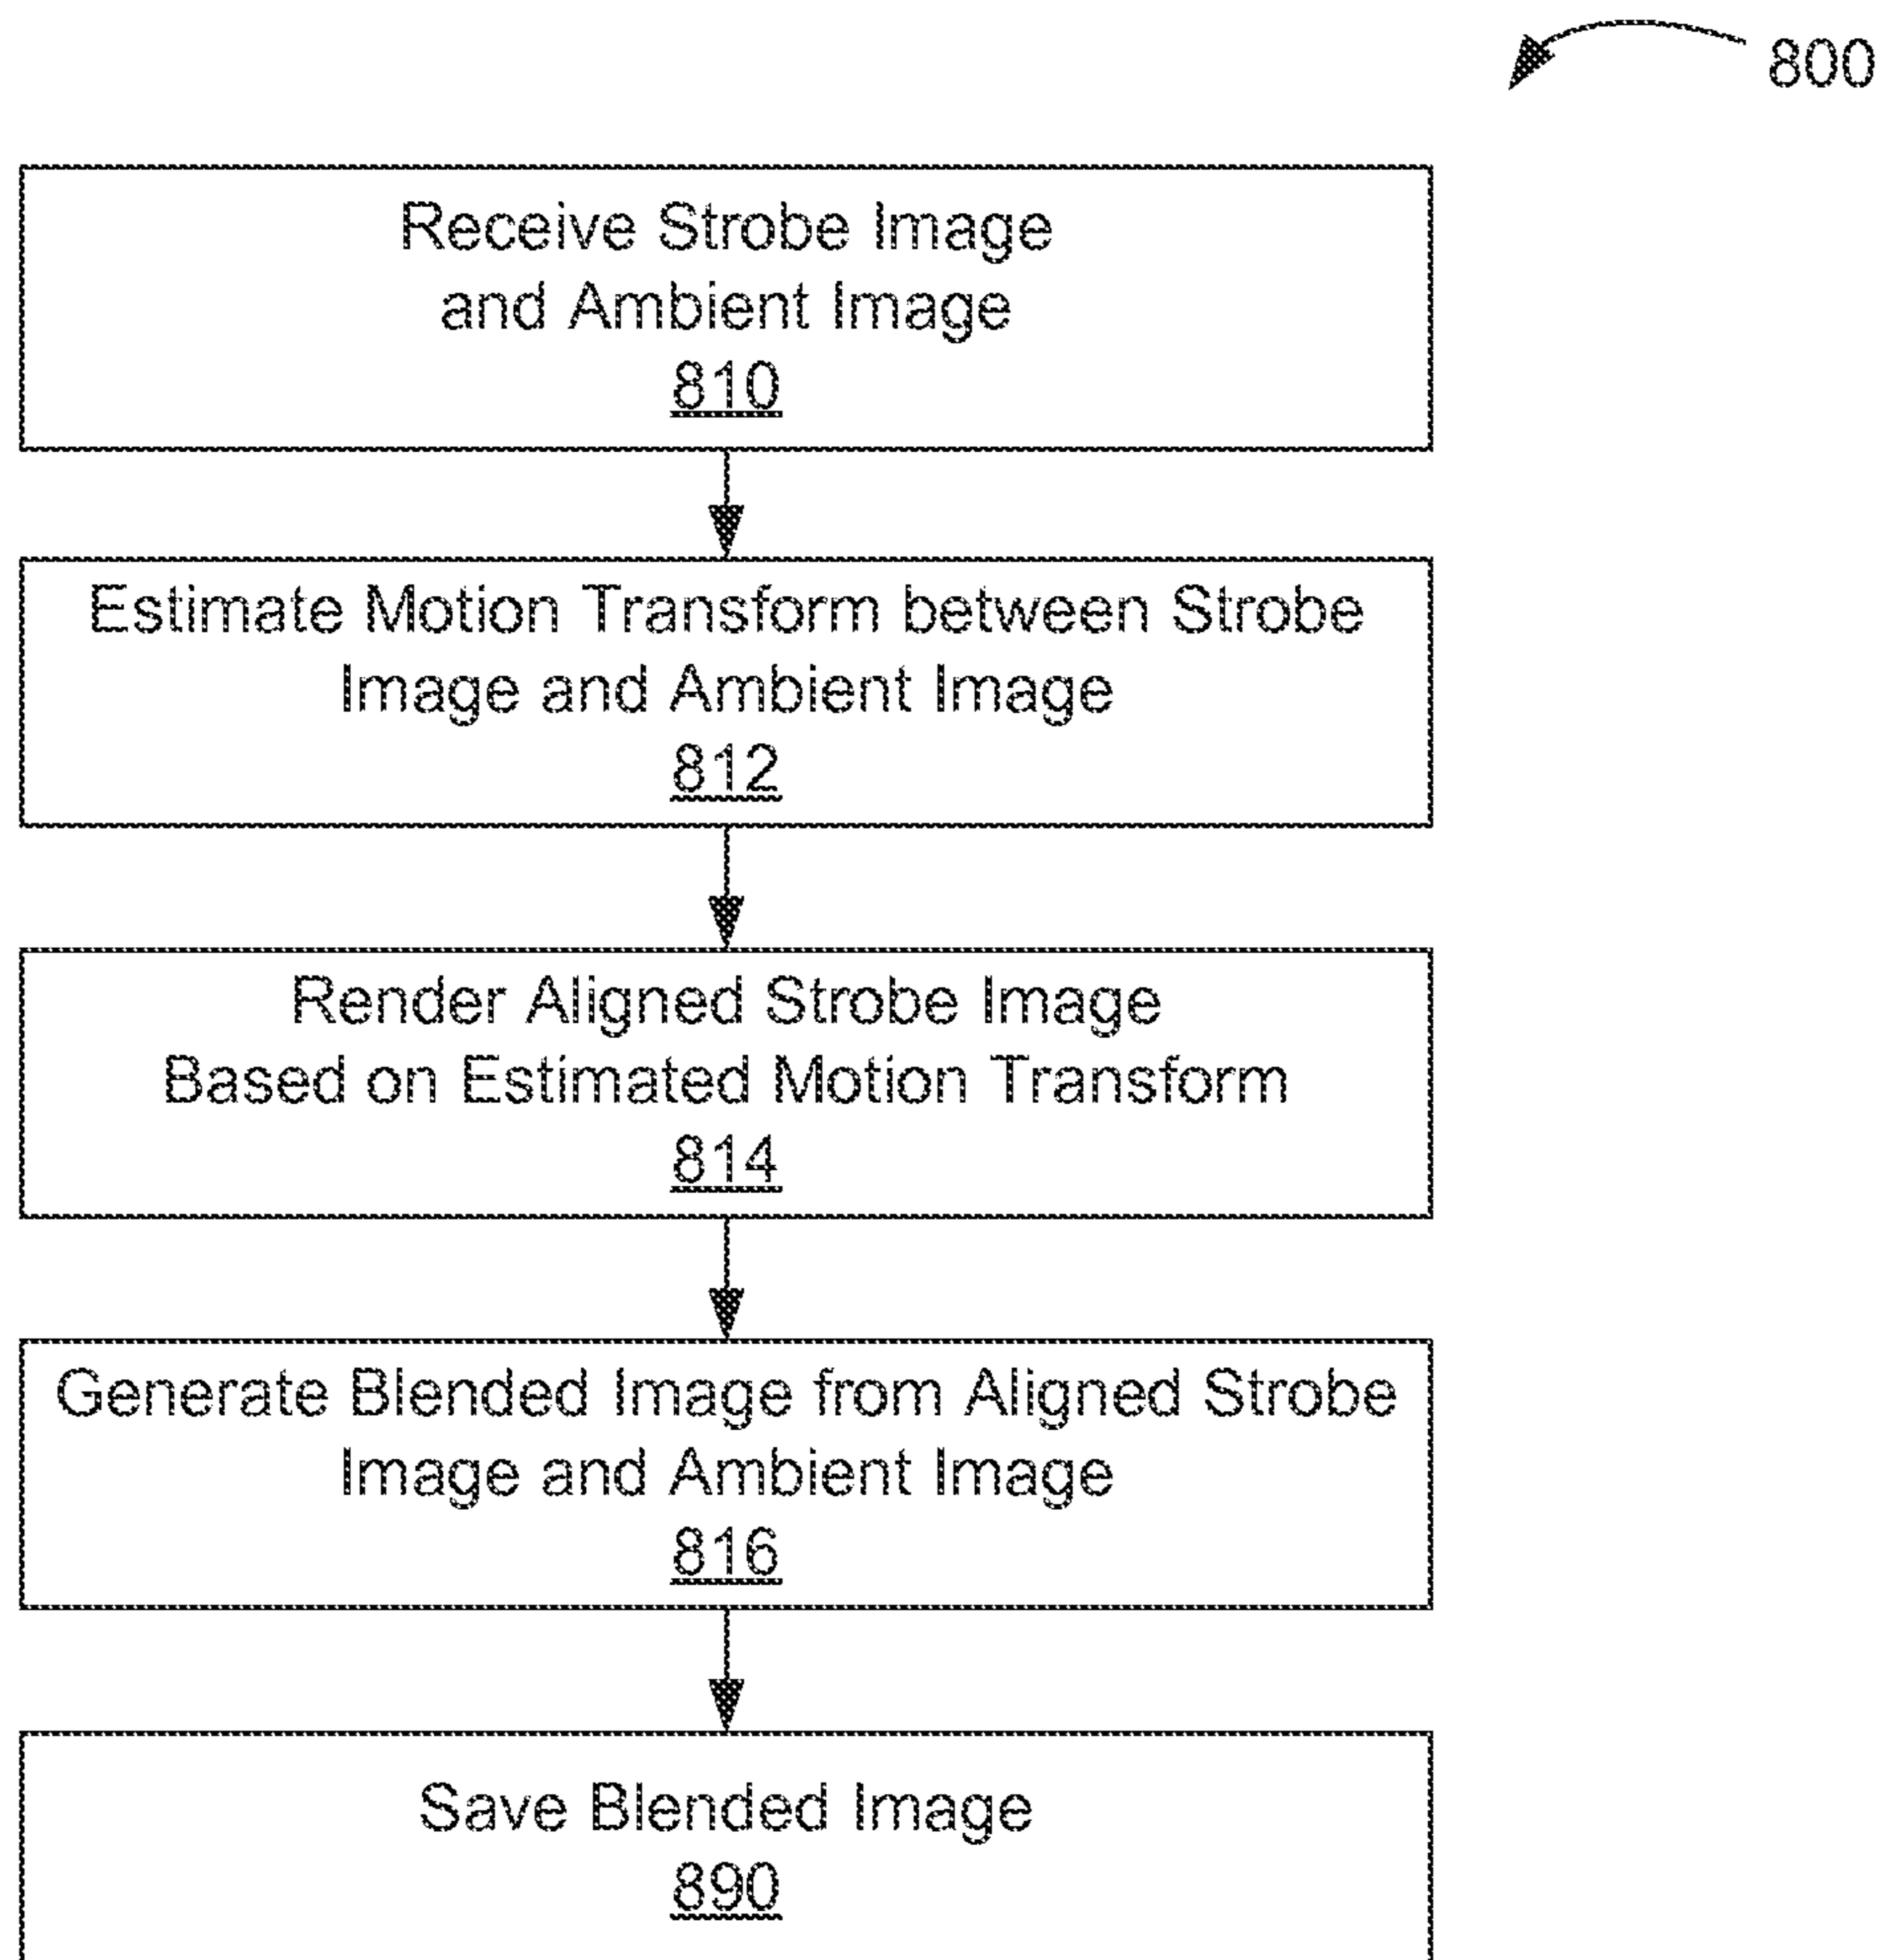 800
Receive Strobe Image
and Ambient Image
810
Estimate Motion Transform between Strobe
Image and Ambient Image
812
Render Aligned Strobe Image
Based on Estimated Motion Transform
814
Generate Blended Image from Aligned Strobe
Image and Ambient Image
816
Save Blended Image
890